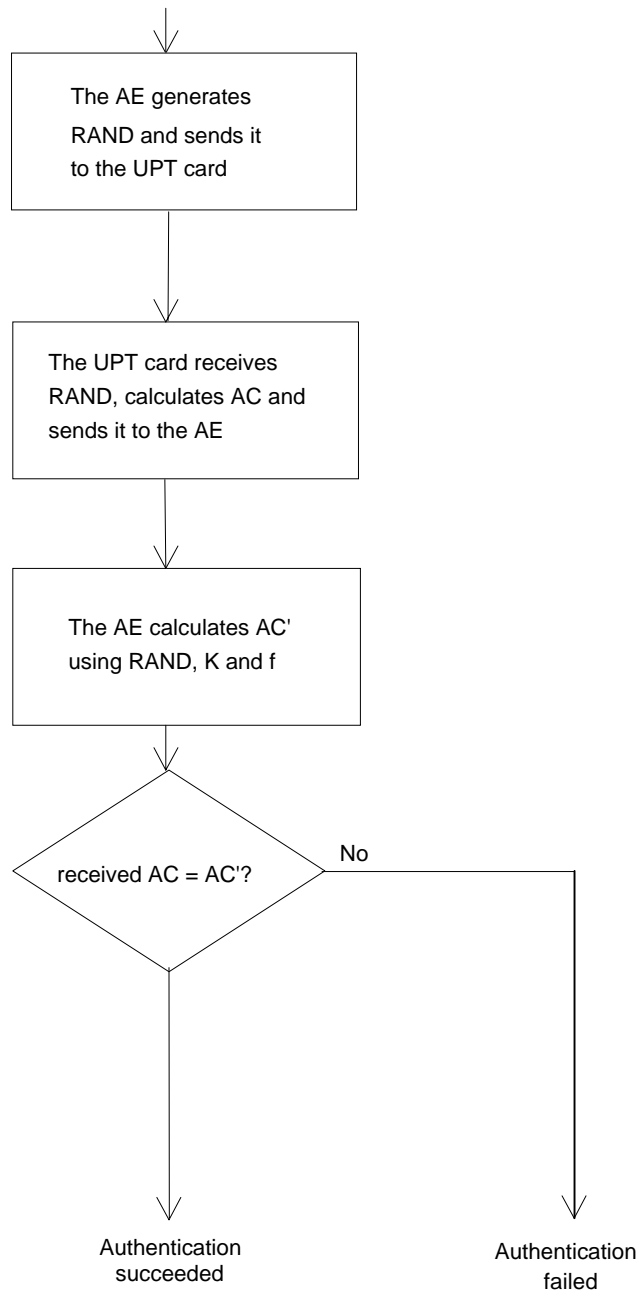 The AE generates
RAND and sends it
to the UPT card
The UPT card receives
RAND, calculates AC and
sends it to the AE
The AE calculates AC'
using RAND, K and f
received AC = AC'?
No
Authentication
succeeded
Authentication
failed